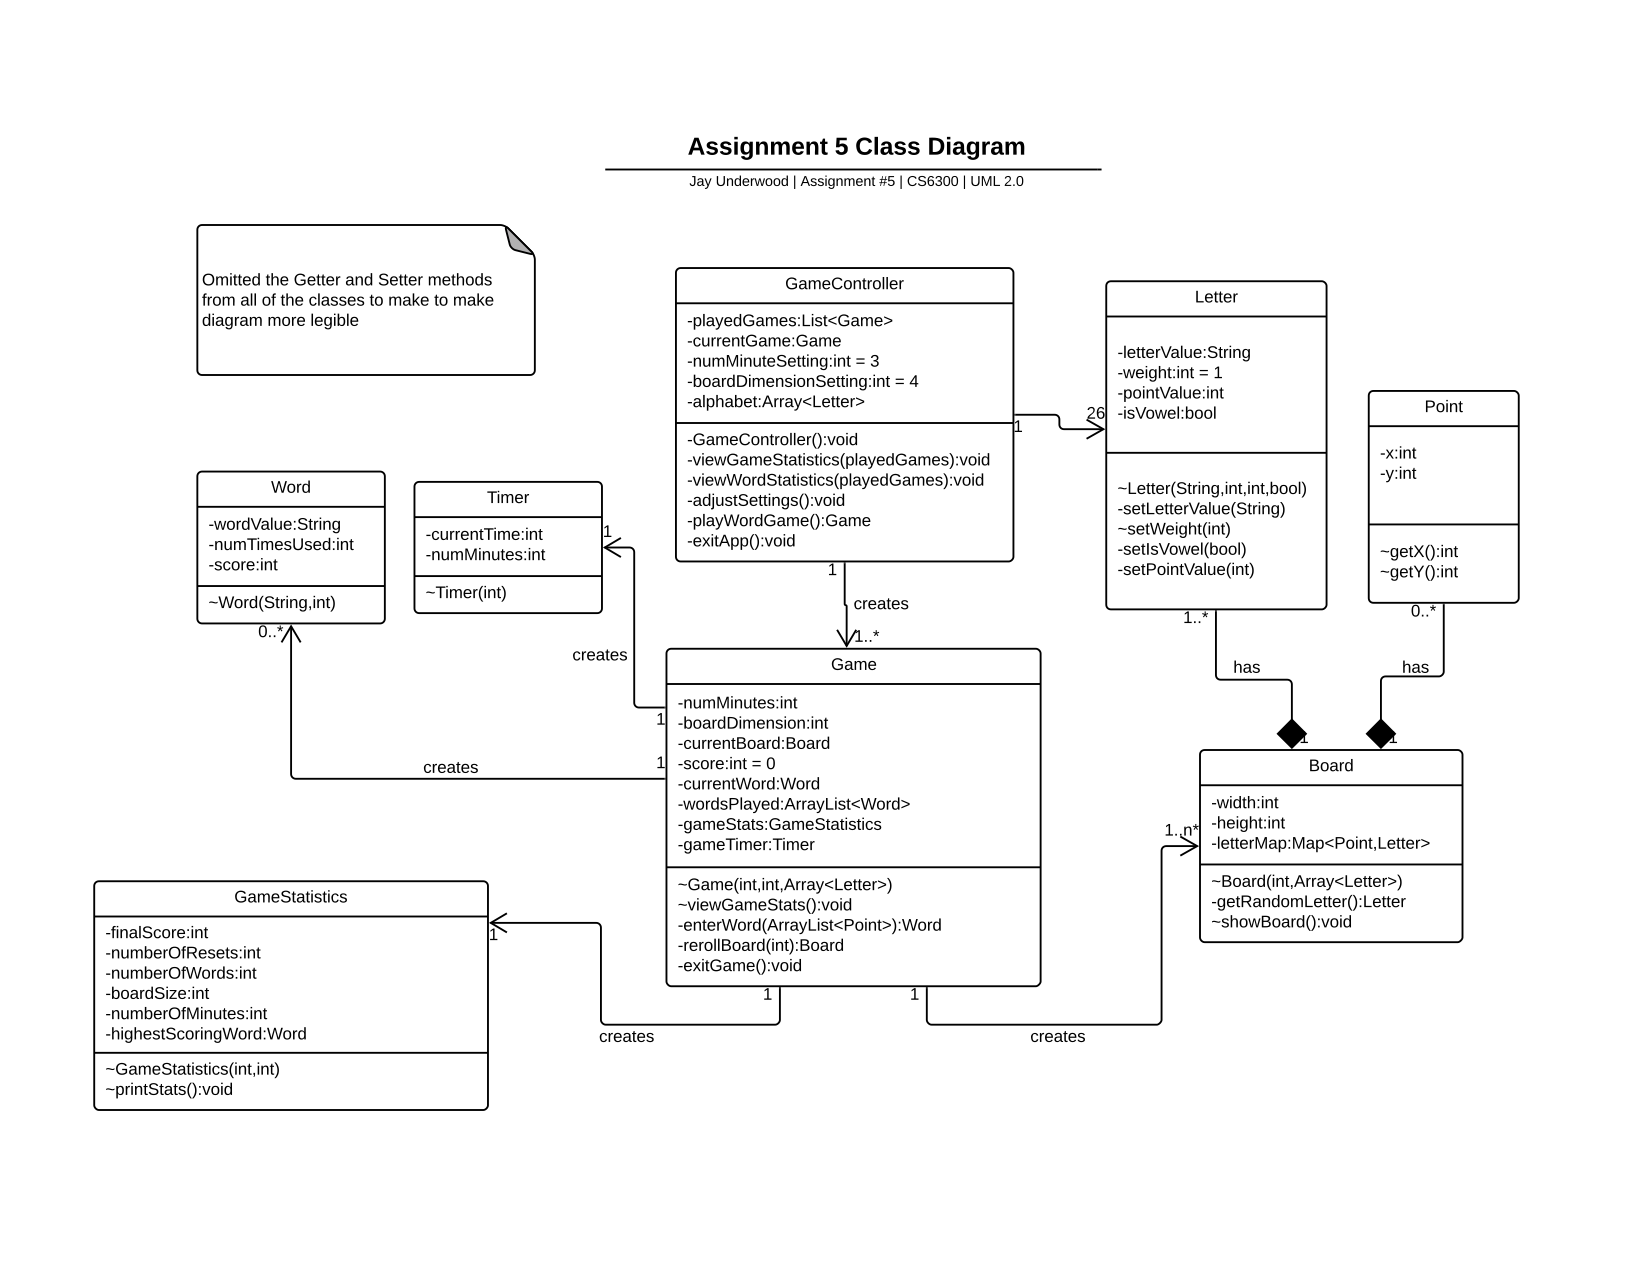 Assignment 5 Class Diagram
Jay Underwood | Assignment #5 | CS6300 | UML 2.0
Omitted the Getter and Setter methods
from all of the classes to make to make
diagram more legible
GameController
-playedGames:List<Game>
-currentGame:Game
-numMinuteSetting:int = 3
-boardDimensionSetting:int = 4
-alphabet:Array<Letter>
-GameController():void
-viewGameStatistics(playedGames):void
-viewWordStatistics(playedGames):void
-adjustSettings():void
-playWordGame():Game
-exitApp():void
1
26
Letter
-letterValue:String
-weight:int = 1
-pointValue:int
-isVowel:bool
~Letter(String,int,int,bool)
-setLetterValue(String)
~setWeight(int)
-setIsVowel(bool)
-setPointValue(int)
Point
-x:int
-y:int
~getX():int
~getY():int
Word
-wordValue:String
-numTimesUsed:int
-score:int
~Word(String,int)
0..*
Timer
-currentTime:int
-numMinutes:int
~Timer(int)
1
creates
1
creates
1..*
1..*
has
1
0..*
has
1
Game
-numMinutes:int
-boardDimension:int
-currentBoard:Board
-score:int = 0
-currentWord:Word
-wordsPlayed:ArrayList<Word>
-gameStats:GameStatistics
-gameTimer:Timer
~Game(int,int,Array<Letter>)
~viewGameStats():void
-enterWord(ArrayList<Point>):Word
-rerollBoard(int):Board
-exitGame():void
1
1
creates
Board
-width:int
-height:int
-letterMap:Map<Point,Letter>
~Board(int,Array<Letter>)
-getRandomLetter():Letter
~showBoard():void
1..n*
GameStatistics
-finalScore:int
-numberOfResets:int
-numberOfWords:int
-boardSize:int
-numberOfMinutes:int
-highestScoringWord:Word
~GameStatistics(int,int)
~printStats():void
1
1
1
creates
creates